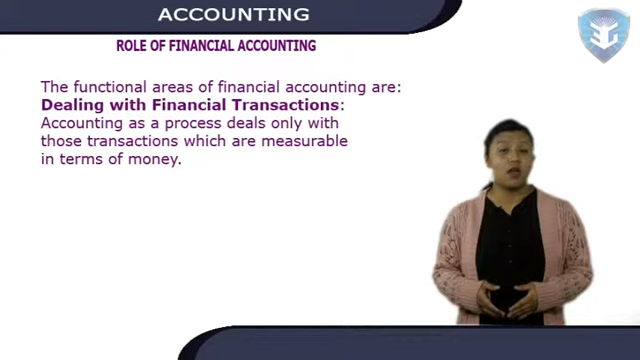 ACCOUNTING
ROLE OF FINANCIAL ACCOUNTING
The functional areas of financial accounting are:
Dealing with Financial Transactions:
Accounting as a process deals only with
those transactions which are measurable
in terms of money.